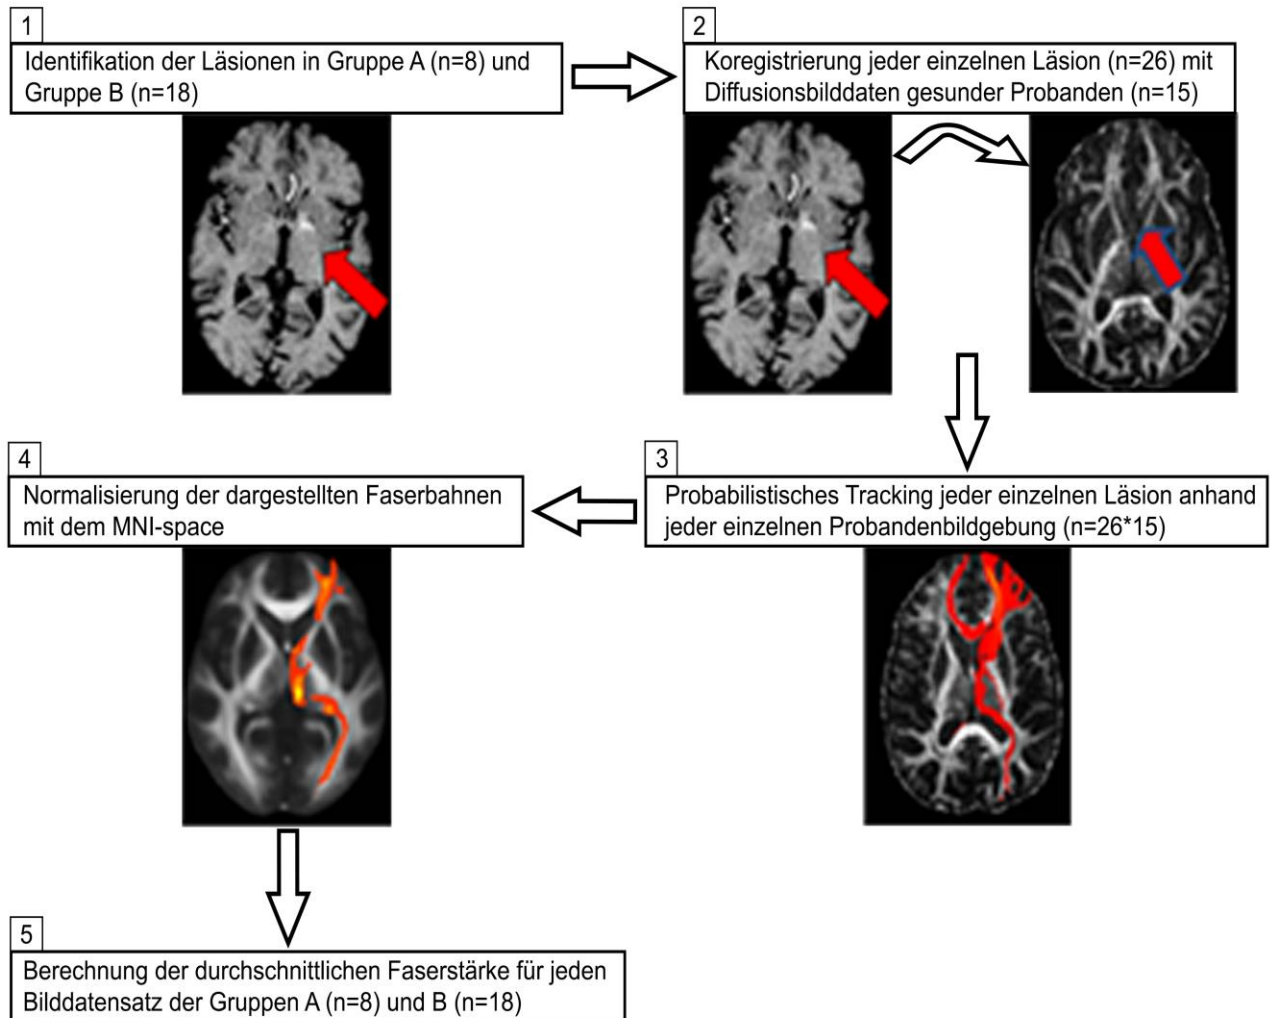 1
Identifikation der Läsionen in Gruppe A (n=8) und
Gruppe B (n=18)
2
Koregistrierung jeder einzelnen Läsion (n=26) mit
Diffusionsbilddaten gesunder Probanden (n=15)
3
Probabilistisches Tracking jeder einzelnen Läsion anhand
jeder einzelnen Probandenbildgebung (n=26*15)
4
Normalisierung der dargestellten Faserbahnen
mit dem MNI-space
5
Berechnung der durchschnittlichen Faserstärke für jeden
Bilddatensatz der Gruppen A (n=8) und B (n=18)